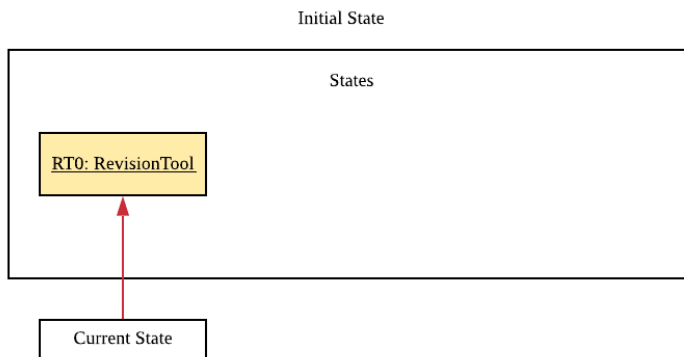 Initial State
States
RT0: RevisionTool
Current State